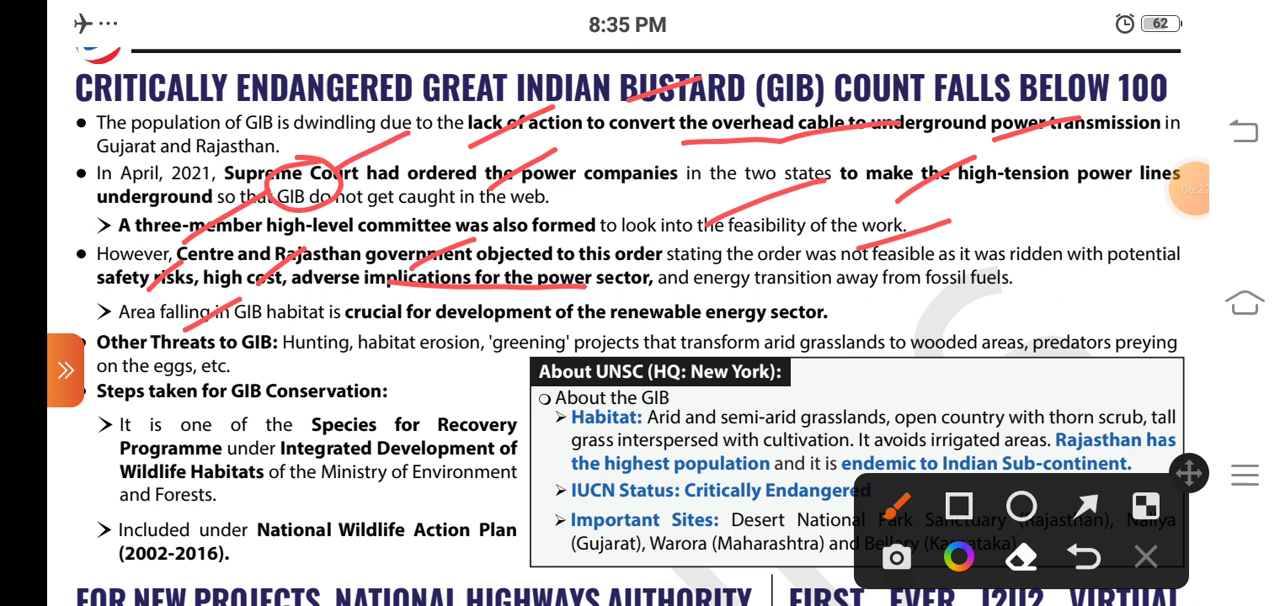 8:35 PM
62
CRITICALLY ENDANGERED GREAT INDIAN BUSTARD (GIB) COUNT FALLS BELOW 100
● The population of GIB is dwindling due to the lack of action to convert the overhead cable to underground power transmission in
Gujarat and Rajasthan.
● In April, 2021, Supreme Court had ordered the power companies in the two states to make the high-tension power lines
underground so that GIB do not get caught in the web.
➢ A three-member high-level committee was also formed to look into the feasibility of the work.
● However, Centre and Rajasthan government objected to this order stating the order was not feasible as it was ridden with potential
safety risks, high cost, adverse implications for the power sector, and energy transition away from fossil fuels.
➢ Area falling in GIB habitat is crucial for development of the renewable energy sector.
Other Threats to GIB: Hunting, habitat erosion, 'greening' projects that transform arid grasslands to wooded areas, predators preying
on the eggs, etc.
Steps taken for GIB Conservation:
➢ It is one of the Species for Recovery
Programme under Integrated Development of
Wildlife Habitats of the Ministry of Environment
and Forests.
➢ Included under National Wildlife Action Plan
(2002-2016).
About UNSC (HQ: New York):
❍ About the GIB
➢ Habitat: Arid and semi-arid grasslands, open country with thorn scrub, tall
grass interspersed with cultivation. It avoids irrigated areas. Rajasthan has
the highest population and it is endemic to Indian Sub-continent.
➢ IUCN Status: Critically Endangered
➢ Important Sites: Desert National Park Sanctuary (Rajasthan), Naliya
(Gujarat), Warora (Maharashtra) and Bellary (Karnataka)
06:22
FOR NEW PROJECTS, NATIONAL HIGHWAYS AUTHORITY
FIRST EVER I2U2 VIRTUAL